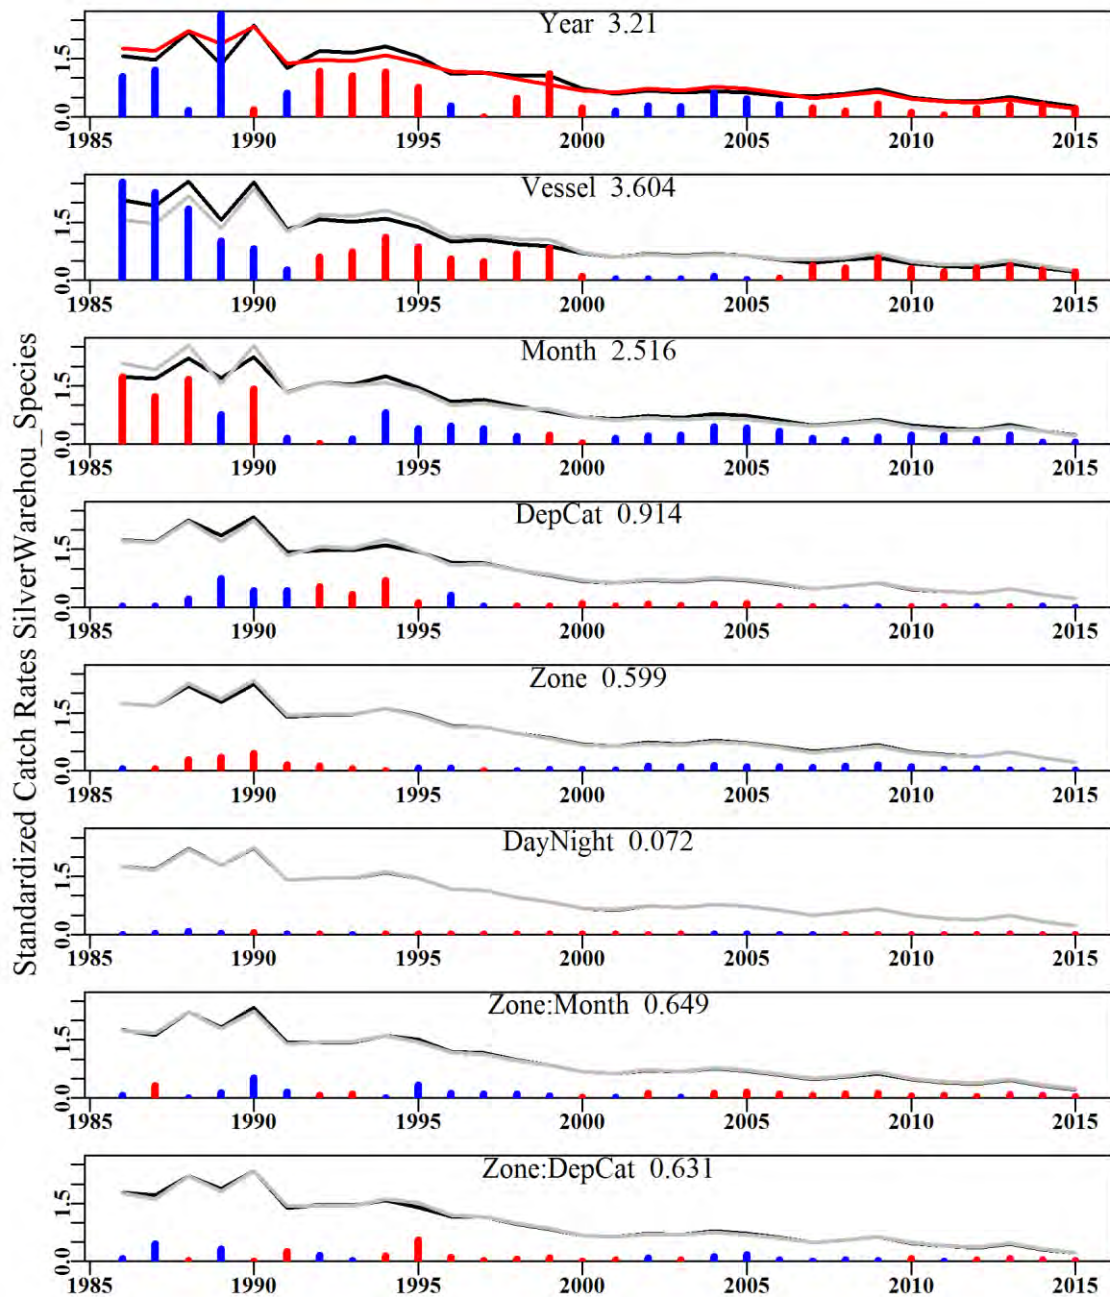 Standardized Catch Rates SilverWarehou_Species
Year 3.21
0.0 1.5
1985 1990 1995 2000 2005 2010 2015
Vessel 3.604
0.0 1.5
1985 1990 1995 2000 2005 2010 2015
Month 2.516
0.0 1.5
1985 1990 1995 2000 2005 2010 2015
DepCat 0.914
0.0 1.5
1985 1990 1995 2000 2005 2010 2015
Zone 0.599
0.0 1.5
1985 1990 1995 2000 2005 2010 2015
DayNight 0.072
0.0 1.5
1985 1990 1995 2000 2005 2010 2015
Zone:Month 0.649
0.0 1.5
1985 1990 1995 2000 2005 2010 2015
Zone:DepCat 0.631
0.0 1.5
1985 1990 1995 2000 2005 2010 2015